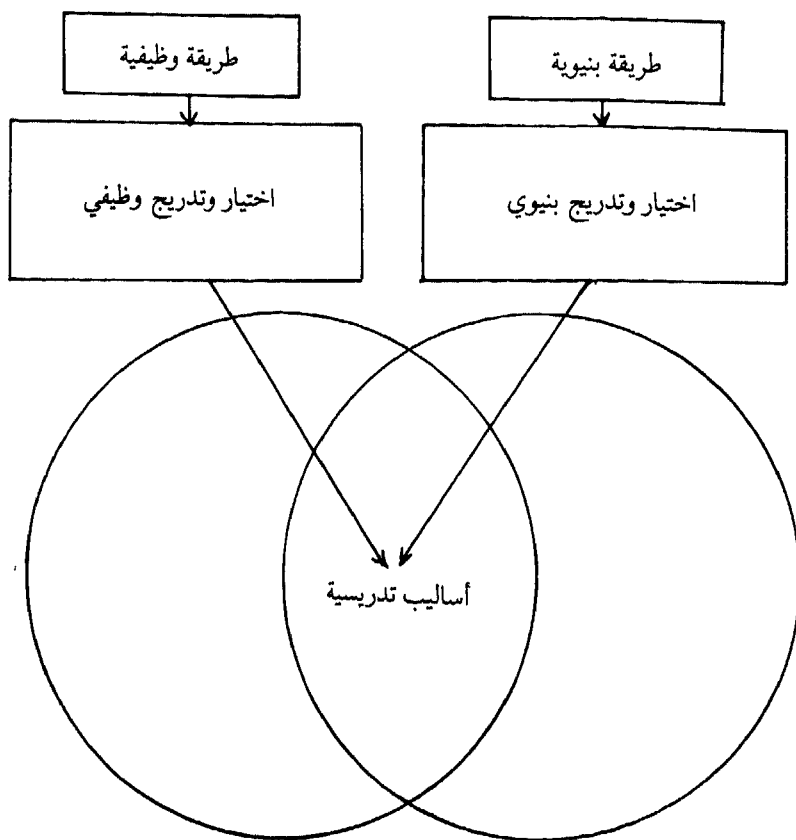 طريقة بنيوية
طريقة وظيفية
اختيار وتدريج بنيوي
اختيار وتدريج وظيفي
أساليب تدريسية